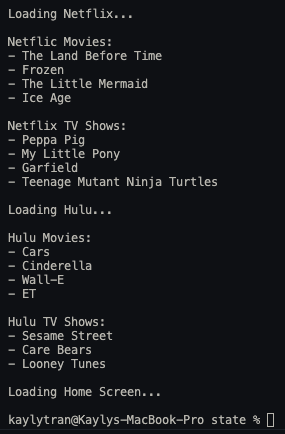 Loading Netflix...
Netflic Movies:
- The Land Before Time
- Frozen
- The Little Mermaid
- Ice Age
Netflix TV Shows:
- Peppa Pig
- My Little Pony
- Garfield
- Teenage Mutant Ninja Turtles
Loading Hulu...
Hulu Movies:
- Cars
- Cinderella
- Wall-E
- ET
Hulu TV Shows:
- Sesame Street
- Care Bears
- Looney Tunes
Loading Home Screen...
kaylytran@Kaylys-MacBook-Pro state %